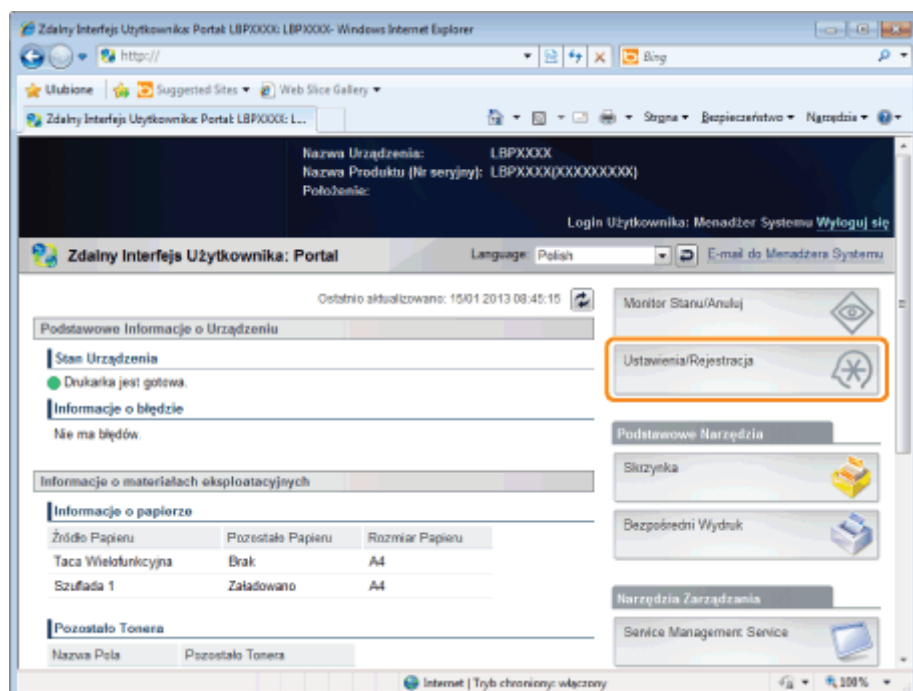 Zdalny Interfejs Użytkownika: Portal: LBPXXXX: LBPXXXX- Windows Internet Explorer
http://
Bing
Ulubione Suggested Sites Web Slice Gallery
Zdalny Interfejs Użytkownika: Portal: LBPXXXX: L...
Strona Bezpieczeństwo Narzędzia
Nazwa Urządzenia: LBPXXXX
Nazwa Produktu (Nr seryjny): LBPXXXX(XXXXXXXXX)
Położenie:
Login Użytkownika: Menadżer Systemu Wyloguj się
Zdalny Interfejs Użytkownika: Portal Language: Polish E-mail do Menadżera Systemu
Ostatnio aktualizowano: 15/01 2013 08:45:15
Monitor Stanu/Anuluj
Podstawowe Informacje o Urządzeniu
Stan Urządzenia
Drukarka jest gotowa.
Ustawienia/Rejestracja
Informacje o błędzie
Nie ma błędów.
Podstawowe Narzędzia
Skrzynka
Informacje o materiałach eksploatacyjnych
Informacje o papierze
Źródło Papieru Pozostało Papieru Rozmiar Papieru
Taca Wielofunkcyjna Brak A4
Szuflada 1 Załadowano A4
Bezpośredni Wydruk
Narzędzia Zarządzania
Pozostało Tonera
Nazwa Pola Pozostało Tonera
Service Management Service
Internet | Tryb chroniony: włączony 100%